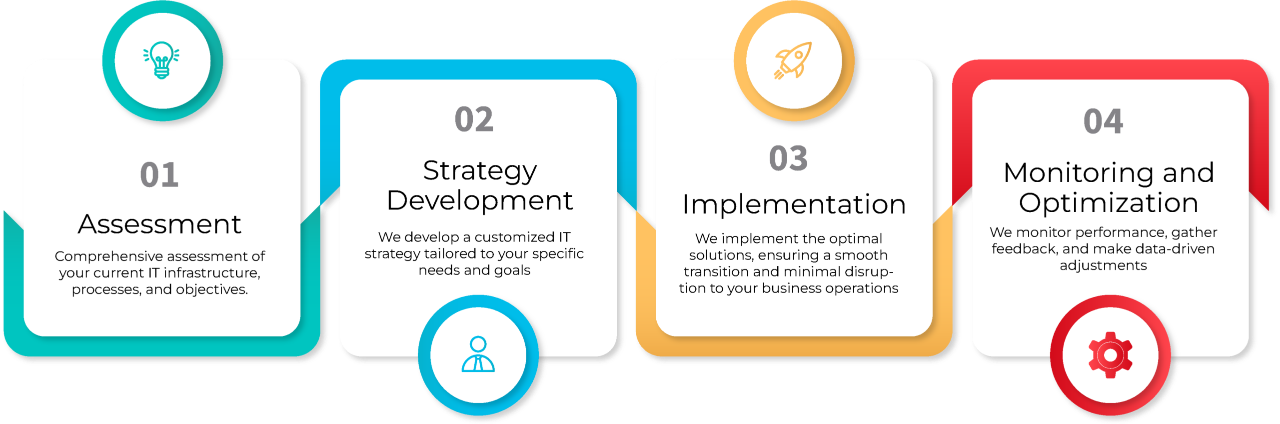 01
Assessment
Comprehensive assessment of
your current IT infrastructure,
processes, and objectives.
02
Strategy
Development
We develop a customized IT
strategy tailored to your specific
needs and goals
03
Implementation
We implement the optimal
solutions, ensuring a smooth
transition and minimal disrup-
tion to your business operations
04
Monitoring and
Optimization
We monitor performance, gather
feedback, and make data-driven
adjustments